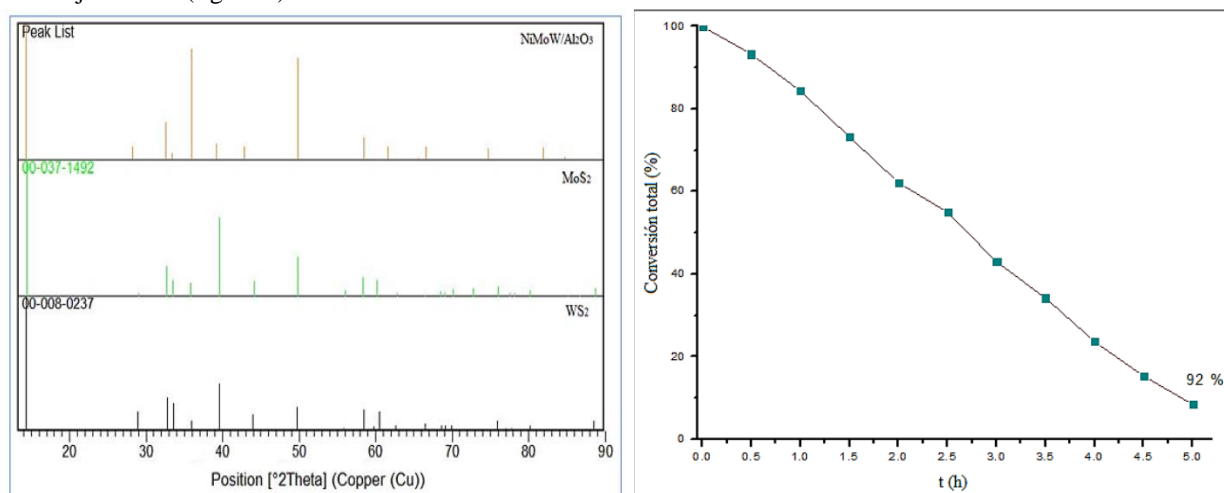 Peak List
NiMoW/Al2O3
00-037-1492
MoS2
00-008-0237
WS2
20 30 40 50 60 70 80 90
Position [°2Theta] (Copper (Cu))
100
80
60
40
20
0
Conversión total (%)
92 %
0.0 0.5 1.0 1.5 2.0 2.5 3.0 3.5 4.0 4.5 5.0
t (h)